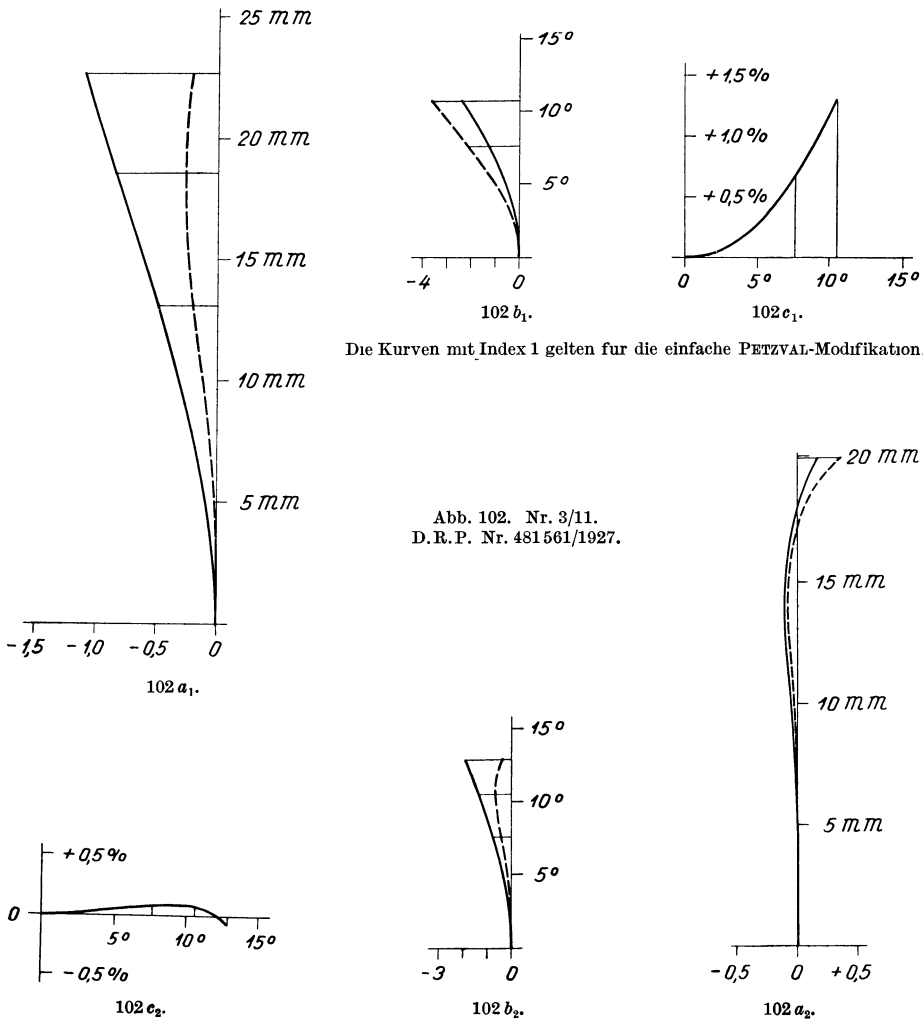 25 mm
20 mm
15 mm
10 mm
5 mm
-1,5 -1,0 -0,5 0
102 a₁.
15°
10°
5°
-4 0
102 b₁.
+1,5%
+1,0%
+0,5%
0 5° 10° 15°
102 c₁.
Die Kurven mit Index 1 gelten fur die einfache PETZVAL-Modifikation
Abb. 102. Nr. 3/11.
D.R.P. Nr. 481561/1927.
+0,5%
0
5° 10° 15°
-0,5%
102 c₂.
15°
10°
5°
-3 0
102 b₂.
20 mm
15 mm
10 mm
5 mm
-0,5 0 +0,5
102 a₂.